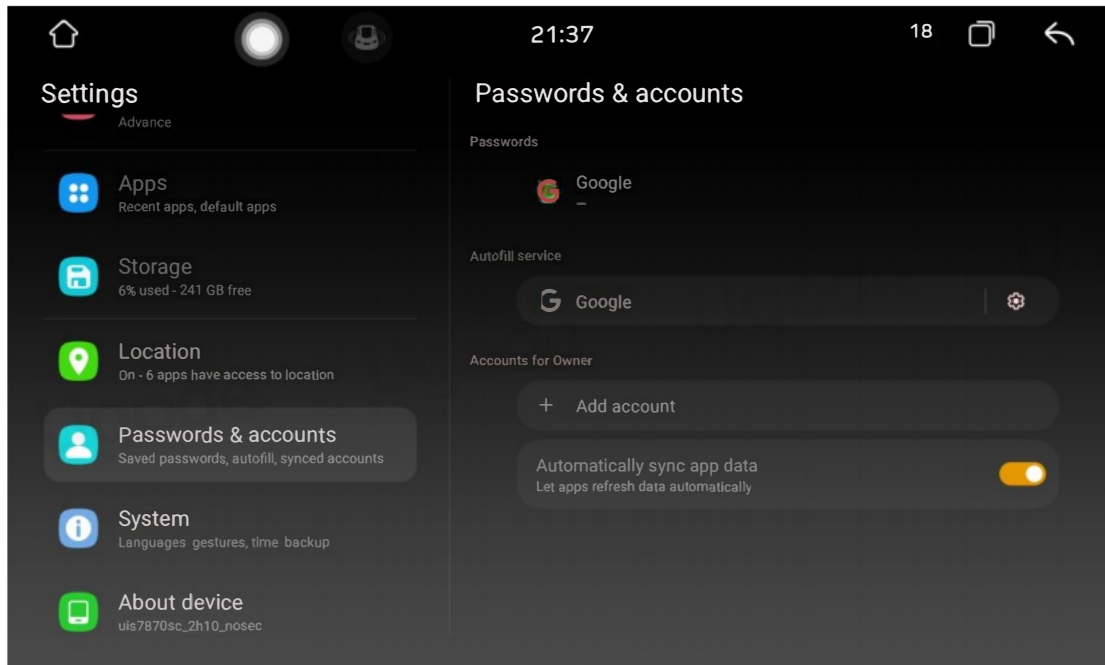 21:37
18
Settings
Advance
Apps
Recent apps, default apps
Storage
6% used - 241 GB free
Location
On - 6 apps have access to location
Passwords & accounts
Saved passwords, autofill, synced accounts
System
Languages gestures, time backup
About device
uis7870sc_2h10_nosec
Passwords & accounts
Passwords
Google
–
Autofill service
Google
Accounts for Owner
+ Add account
Automatically sync app data
Let apps refresh data automatically